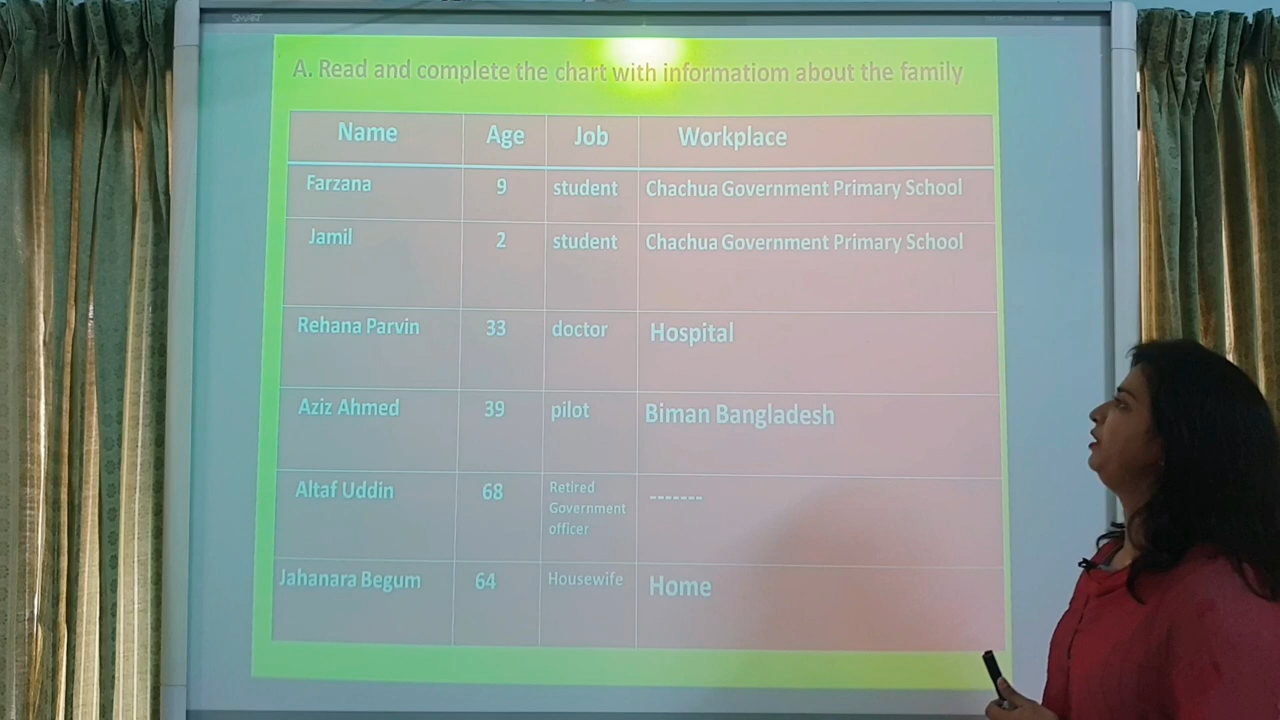 SMART
A. Read and complete the chart with informatiom about the family
Name Age Job Workplace
Farzana 9 student Chachua Government Primary School
Jamil 2 student Chachua Government Primary School
Rehana Parvin 33 doctor Hospital
Aziz Ahmed 39 pilot Biman Bangladesh
Altaf Uddin 68 Retired Government officer -------
Jahanara Begum 64 Housewife Home